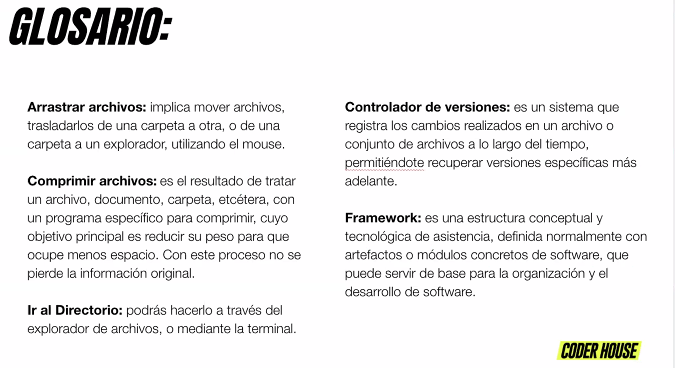 GLOSARIO:
Arrastrar archivos: implica mover archivos,
trasladarlos de una carpeta a otra, o de una
carpeta a un explorador, utilizando el mouse.
Comprimir archivos: es el resultado de tratar
un archivo, documento, carpeta, etcétera, con
un programa específico para comprimir, cuyo
objetivo principal es reducir su peso para que
ocupe menos espacio. Con este proceso no se
pierde la información original.
Ir al Directorio: podrás hacerlo a través del
explorador de archivos, o mediante la terminal.
Controlador de versiones: es un sistema que
registra los cambios realizados en un archivo o
conjunto de archivos a lo largo del tiempo,
permitiéndote recuperar versiones específicas más
adelante.
Framework: es una estructura conceptual y
tecnológica de asistencia, definida normalmente con
artefactos o módulos concretos de software, que
puede servir de base para la organización y el
desarrollo de software.
CODER HOUSE